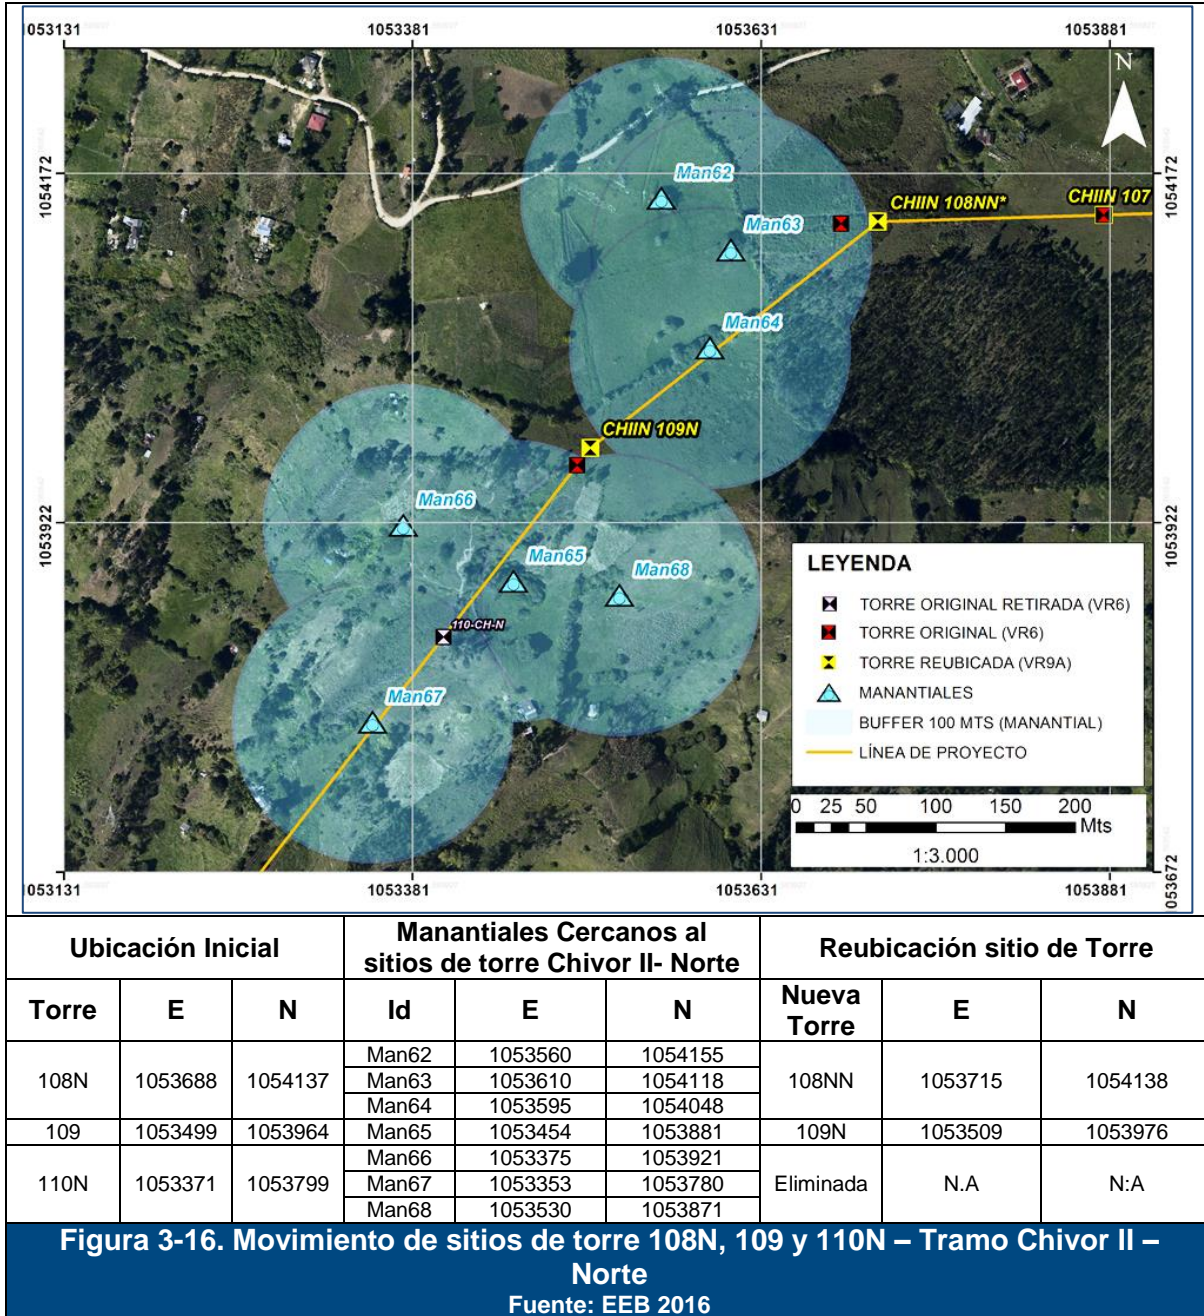 1053131 1053381 1053631 1053881
N
1054172 1054172
Man62
CHIIN 108NN* CHIIN 107
Man63
Man64
CHIIN 109N
Man66
1053922 1053922
Man65
Man68
110-CH-N
Man67
LEYENDA
TORRE ORIGINAL RETIRADA (VR6)
TORRE ORIGINAL (VR6)
TORRE REUBICADA (VR9A)
MANANTIALES
BUFFER 100 MTS (MANANTIAL)
LÍNEA DE PROYECTO
0 25 50 100 150 200
Mts
1:3.000
1053672
1053131 1053381 1053631 1053881
Ubicación Inicial
Manantiales Cercanos al
sitios de torre Chivor II- Norte
Reubicación sitio de Torre
Torre E N Id E N Nueva
Torre E N
108N 1053688 1054137 Man62 1053560 1054155 108NN 1053715 1054138
Man63 1053610 1054118
Man64 1053595 1054048
109 1053499 1053964 Man65 1053454 1053881 109N 1053509 1053976
110N 1053371 1053799 Man66 1053375 1053921 Eliminada N.A N:A
Man67 1053353 1053780
Man68 1053530 1053871
Figura 3-16. Movimiento de sitios de torre 108N, 109 y 110N – Tramo Chivor II –
Norte
Fuente: EEB 2016